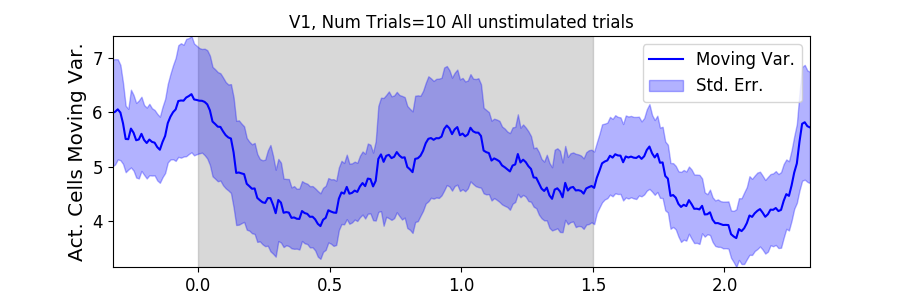 V1, Num Trials=10 All unstimulated trials
Act. Cells Moving Var.
7
6
5
4
Moving Var.
Std. Err.
0.0 0.5 1.0 1.5 2.0